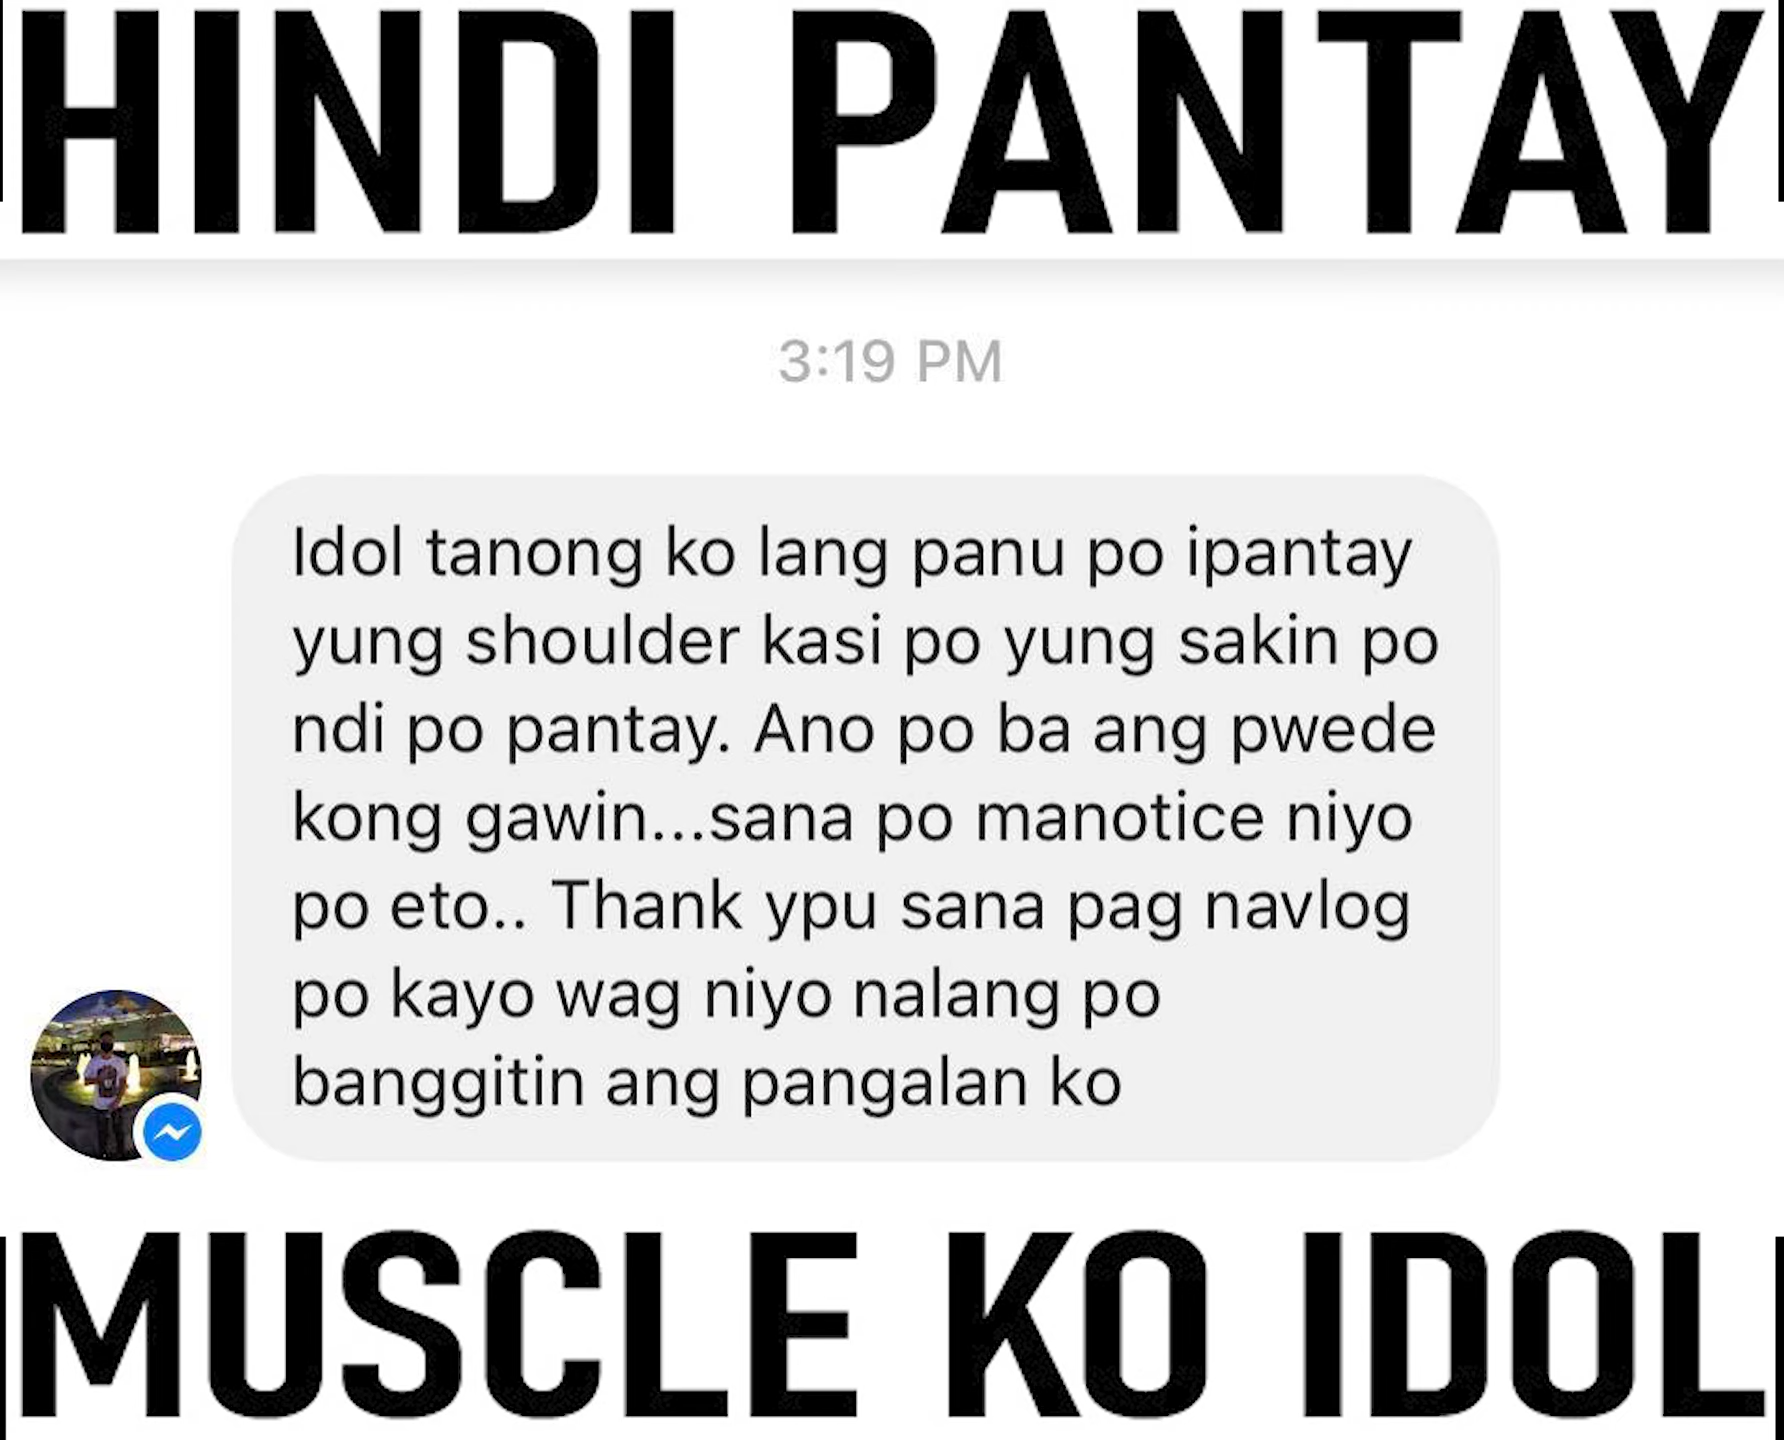 HINDI PANTAY
3:19 PM
Idol tanong ko lang panu po ipantay
yung shoulder kasi po yung sakin po
ndi po pantay. Ano po ba ang pwede
kong gawin...sana po manotice niyo
po eto.. Thank ypu sana pag navlog
po kayo wag niyo nalang po
banggitin ang pangalan ko
MUSCLE KO IDOL